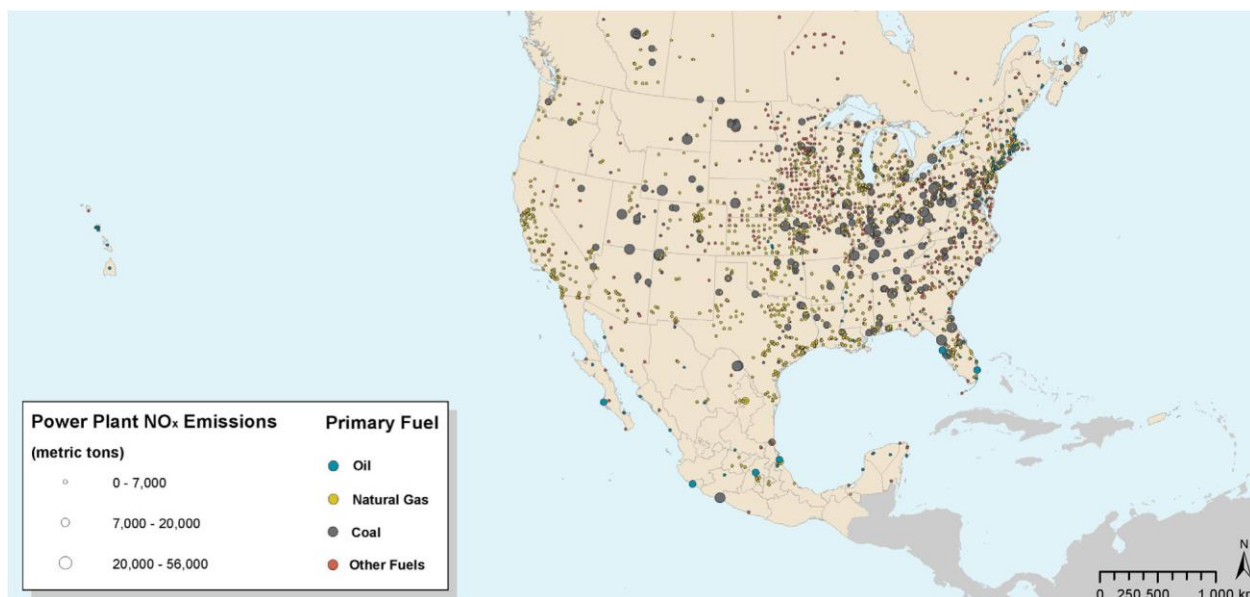 Power Plant NOx Emissions
(metric tons)
0 - 7,000
7,000 - 20,000
20,000 - 56,000
Primary Fuel
Oil
Natural Gas
Coal
Other Fuels
N
0 250 500 1,000 km